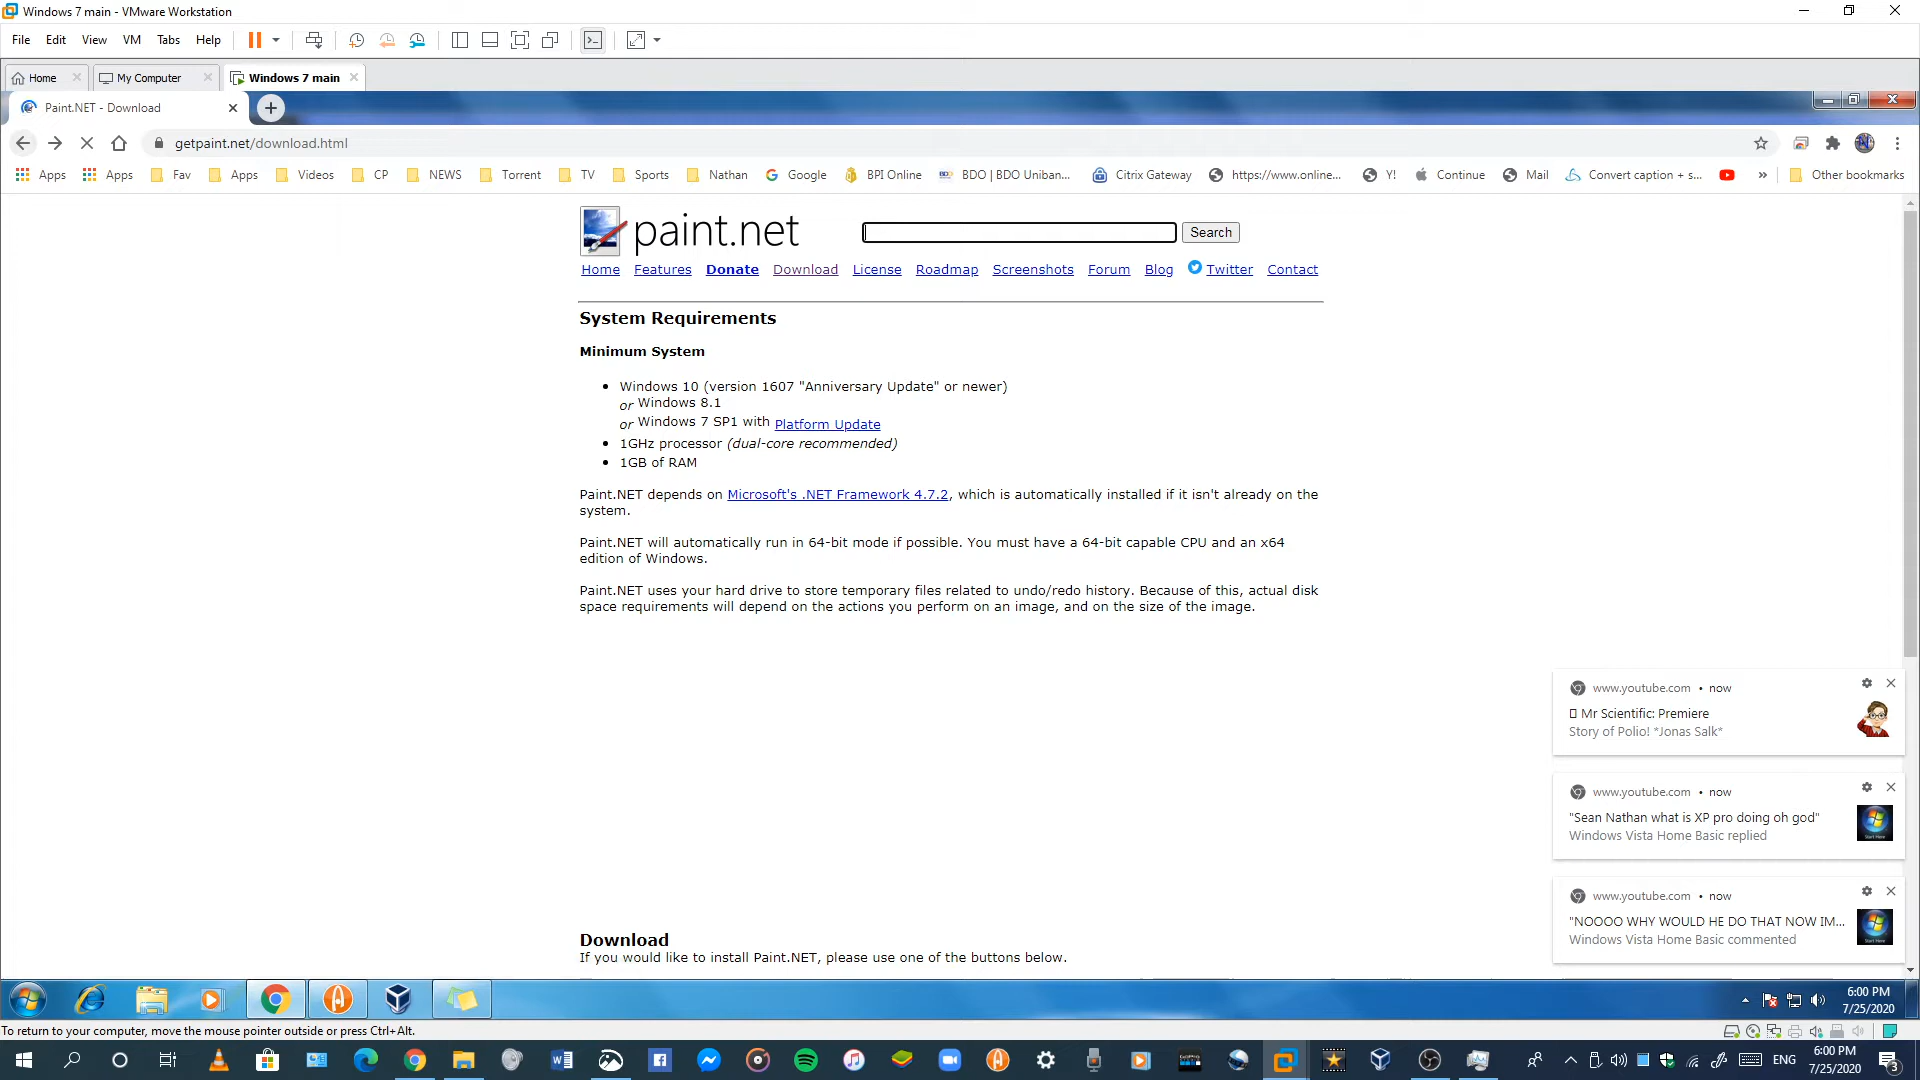 Windows 7 main - VMware Workstation
File Edit View VM Tabs Help
Home My Computer Windows 7 main
Paint.NET - Download
getpaint.net/download.html
Apps Apps Fav Apps Videos CP NEWS Torrent TV Sports Nathan Google BPI Online BDO | BDO Uniban... Citrix Gateway https://www.online... Y! Continue Mail Convert caption + s... » Other bookmarks
paint.net Search
Home Features Donate Download License Roadmap Screenshots Forum Blog Twitter Contact
System Requirements
Minimum System
• Windows 10 (version 1607 "Anniversary Update" or newer)
or Windows 8.1
or Windows 7 SP1 with Platform Update
• 1GHz processor (dual-core recommended)
• 1GB of RAM
Paint.NET depends on Microsoft's .NET Framework 4.7.2, which is automatically installed if it isn't already on the
system.
Paint.NET will automatically run in 64-bit mode if possible. You must have a 64-bit capable CPU and an x64
edition of Windows.
Paint.NET uses your hard drive to store temporary files related to undo/redo history. Because of this, actual disk
space requirements will depend on the actions you perform on an image, and on the size of the image.
www.youtube.com • now
Mr Scientific: Premiere
Story of Polio! *Jonas Salk*
www.youtube.com • now
"Sean Nathan what is XP pro doing oh god"
Windows Vista Home Basic replied
www.youtube.com • now
"NOOOO WHY WOULD HE DO THAT NOW IM...
Windows Vista Home Basic commented
Download
If you would like to install Paint.NET, please use one of the buttons below.
6:00 PM
7/25/2020
To return to your computer, move the mouse pointer outside or press Ctrl+Alt.
ENG
6:00 PM
7/25/2020
3